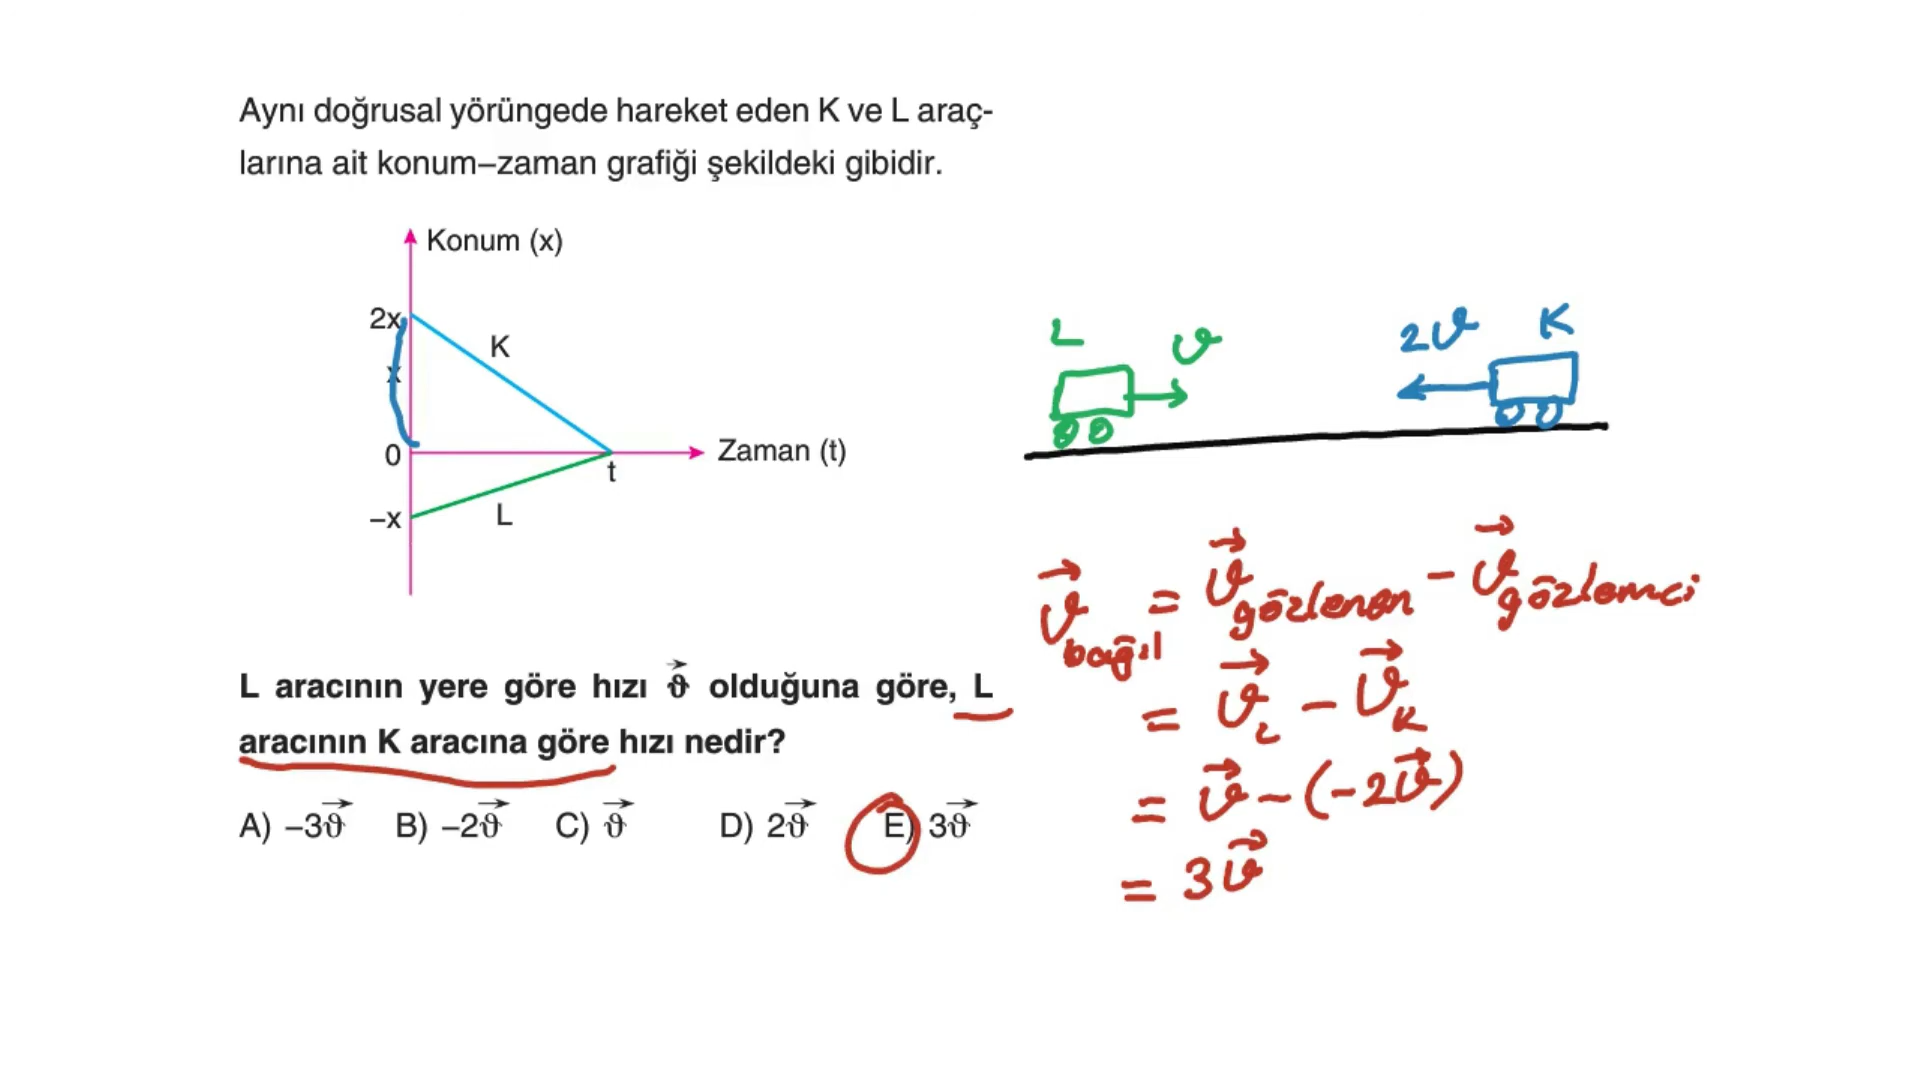 Aynı doğrusal yörüngede hareket eden K ve L araç-
larına ait konum–zaman grafiği şekildeki gibidir.
Konum (x)
2x
K
x
0
Zaman (t)
t
–x
L
L aracının yere göre hızı ϑ⃗ olduğuna göre, L
aracının K aracına göre hızı nedir?
A) –3ϑ⃗ B) –2ϑ⃗ C) ϑ⃗ D) 2ϑ⃗ E) 3ϑ⃗
L ϑ 2ϑ K
ϑ⃗bağıl = ϑ⃗gözlenen – ϑ⃗gözlemci
= ϑ⃗L – ϑ⃗K
= ϑ⃗ – (–2ϑ⃗)
= 3ϑ⃗